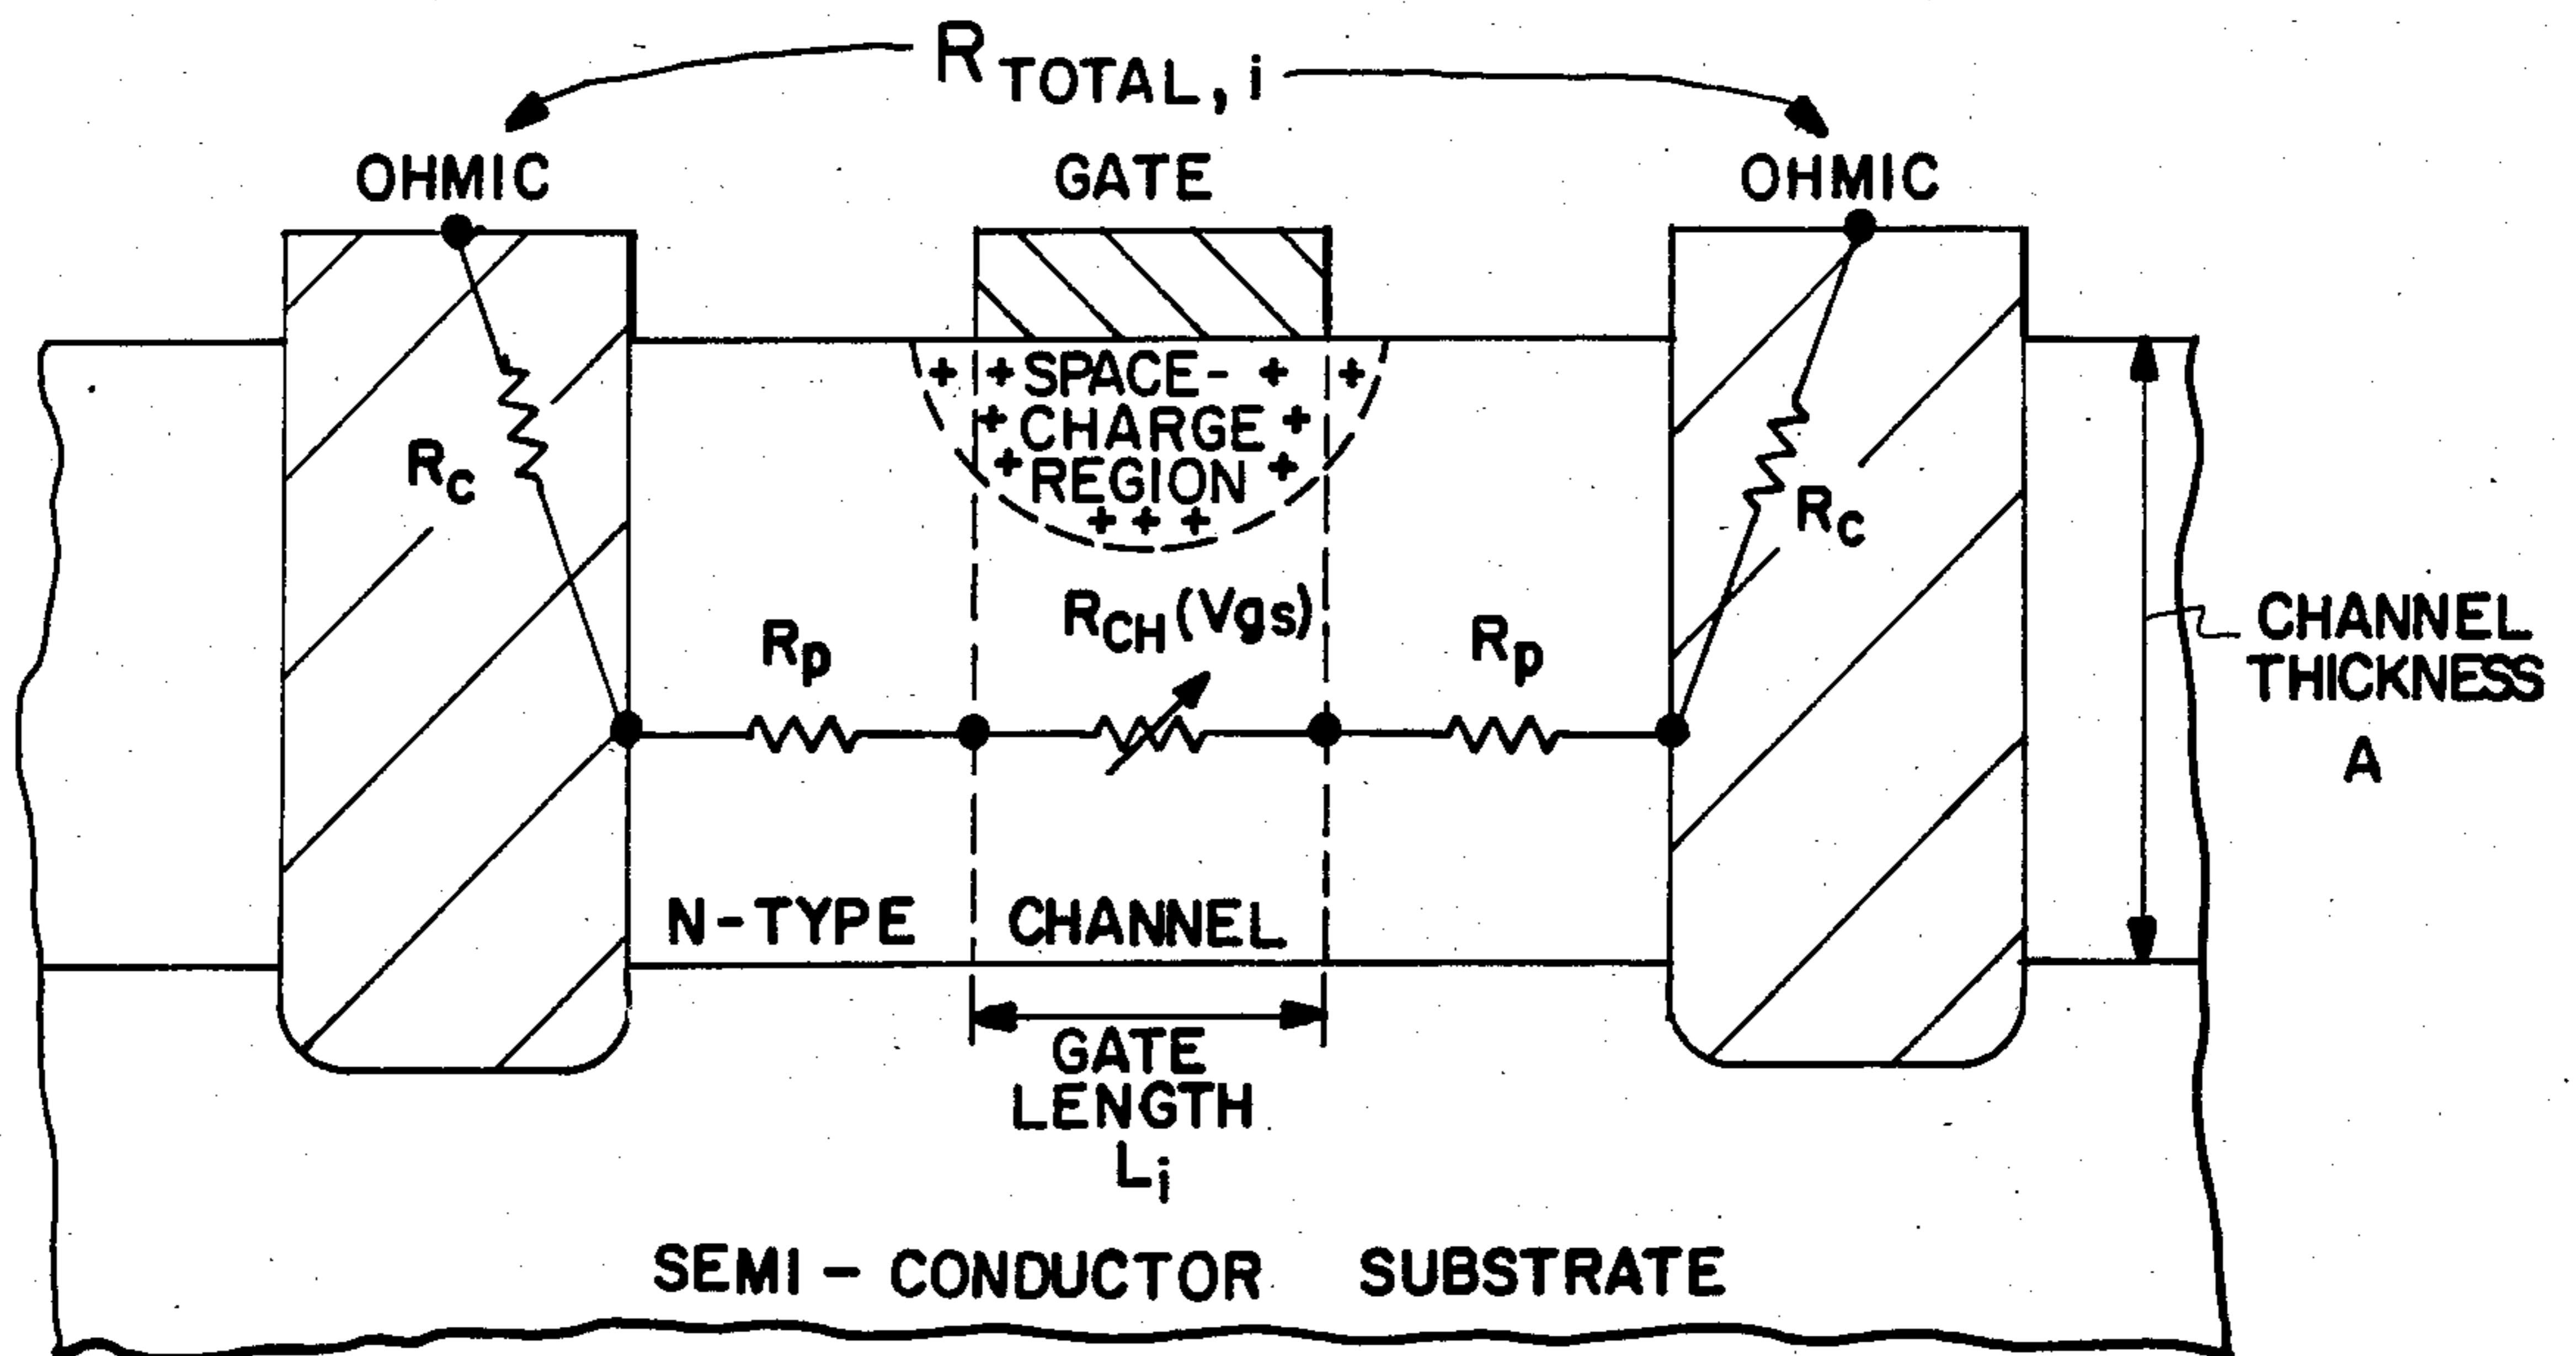 R TOTAL, i
OHMIC
GATE
OHMIC
+ + SPACE- + +
+ CHARGE +
+ REGION +
+ + +
Rc
Rc
Rp
RCH (Vgs)
Rp
CHANNEL
THICKNESS
A
N-TYPE CHANNEL
GATE
LENGTH
Li
SEMI - CONDUCTOR SUBSTRATE